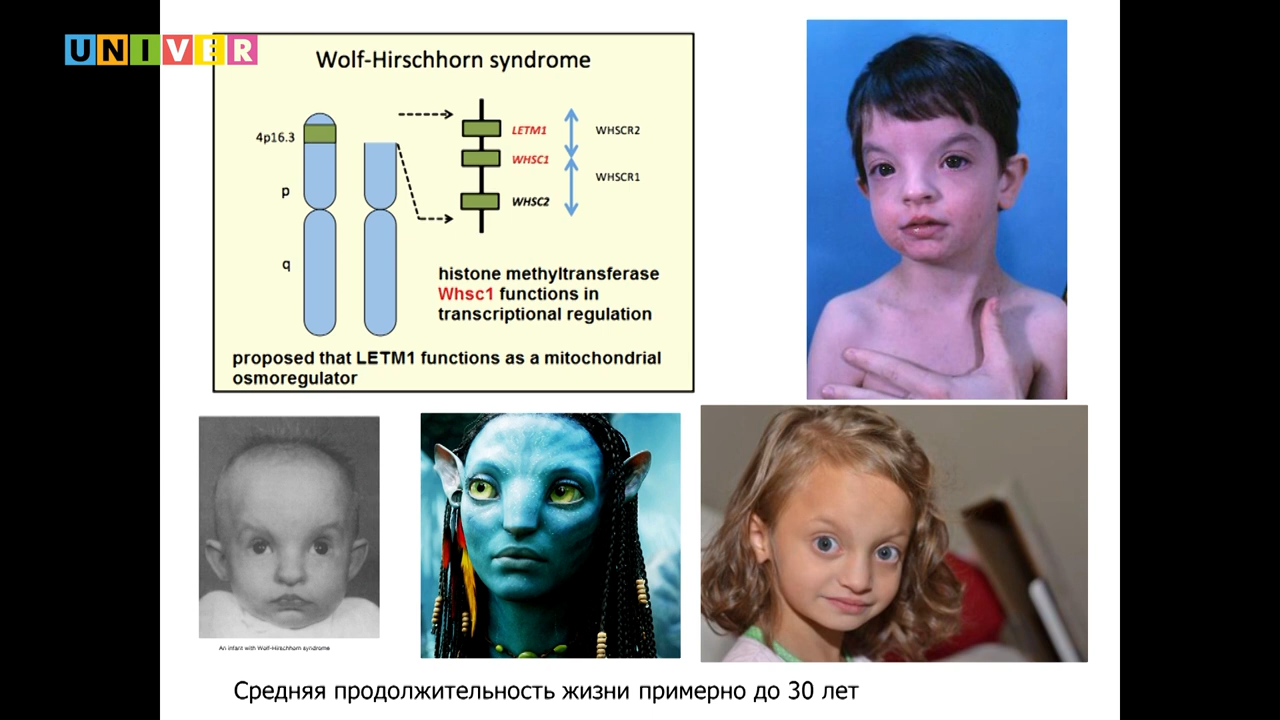 UNIVER
Wolf-Hirschhorn syndrome
4p16.3
LETM1
WHSCR2
WHSC1
WHSCR1
p
WHSC2
q
histone methyltransferase
Whsc1 functions in
transcriptional regulation
proposed that LETM1 functions as a mitochondrial
osmoregulator
An infant with Wolf-Hirschhorn syndrome
Средняя продолжительность жизни примерно до 30 лет